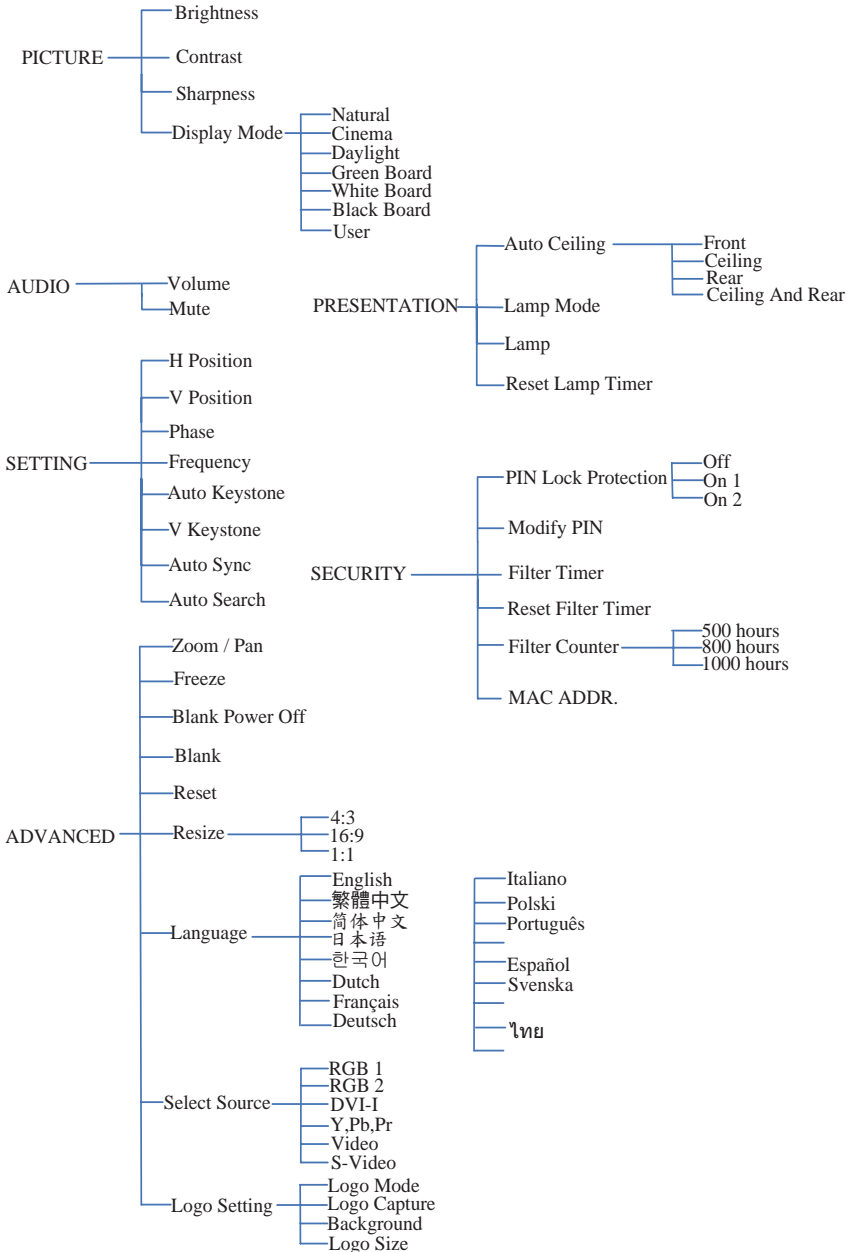 PICTURE
Brightness
Contrast
Sharpness
Display Mode
Natural
Cinema
Daylight
Green Board
White Board
Black Board
User
AUDIO
Volume
Mute
SETTING
H Position
V Position
Phase
Frequency
Auto Keystone
V Keystone
Auto Sync
Auto Search
PRESENTATION
Auto Ceiling
Front
Ceiling
Rear
Ceiling And Rear
Lamp Mode
Lamp
Reset Lamp Timer
SECURITY
PIN Lock Protection
Off
On 1
On 2
Modify PIN
Filter Timer
Reset Filter Timer
Filter Counter
500 hours
800 hours
1000 hours
MAC ADDR.
ADVANCED
Zoom / Pan
Freeze
Blank Power Off
Blank
Reset
Resize
4:3
16:9
1:1
Language
English
繁體中文
简体中文
日本语
한국어
Dutch
Français
Deutsch
Italiano
Polski
Português
Español
Svenska
ไทย
Select Source
RGB 1
RGB 2
DVI-I
Y,Pb,Pr
Video
S-Video
Logo Setting
Logo Mode
Logo Capture
Background
Logo Size